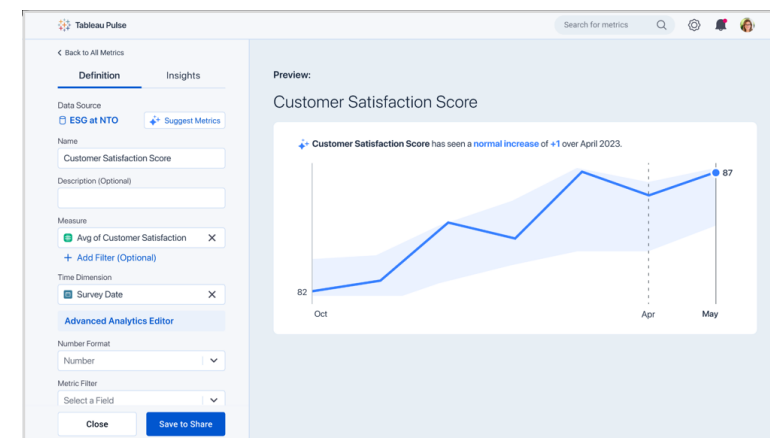 Tableau Pulse
Search for metrics
Back to All Metrics
Definition Insights
Data Source
ESG at NTO Suggest Metrics
Name
Customer Satisfaction Score
Description (Optional)
Measure
Avg of Customer Satisfaction
+ Add Filter (Optional)
Time Dimension
Survey Date
Advanced Analytics Editor
Number Format
Number
Metric Filter
Select a Field
Close Save to Share
Preview:
Customer Satisfaction Score
Customer Satisfaction Score has seen a normal increase of +1 over April 2023.
87
82
Oct Apr May